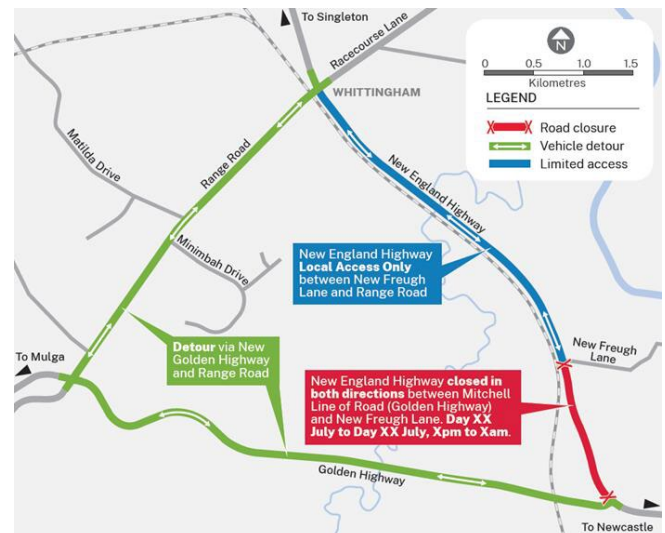 To Singleton
Racecourse Lane
N
0 0.5 1.0 1.5
Kilometres
LEGEND
Road closure
Vehicle detour
Limited access
WHITTINGHAM
Matilda Drive
Range Road
New England Highway
Minimbah Drive
New England Highway
Local Access Only
between New Freugh
Lane and Range Road
To Mulga
Detour via New
Golden Highway
and Range Road
New Freugh
Lane
New England Highway closed in
both directions between Mitchell
Line of Road (Golden Highway)
and New Freugh Lane. Day XX
July to Day XX July, Xpm to Xam.
Golden Highway
To Newcastle